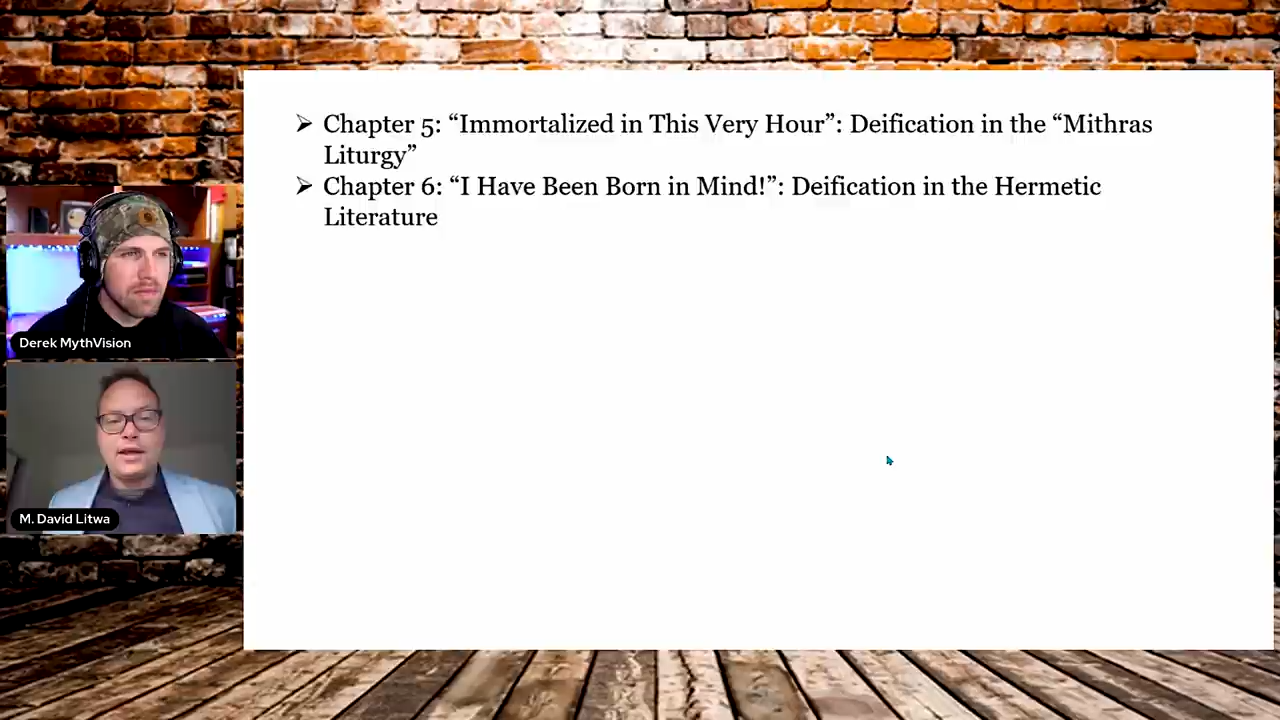 ➢ Chapter 5: “Immortalized in This Very Hour”: Deification in the “Mithras
Liturgy”
➢ Chapter 6: “I Have Been Born in Mind!”: Deification in the Hermetic
Literature
Derek MythVision
M. David Litwa